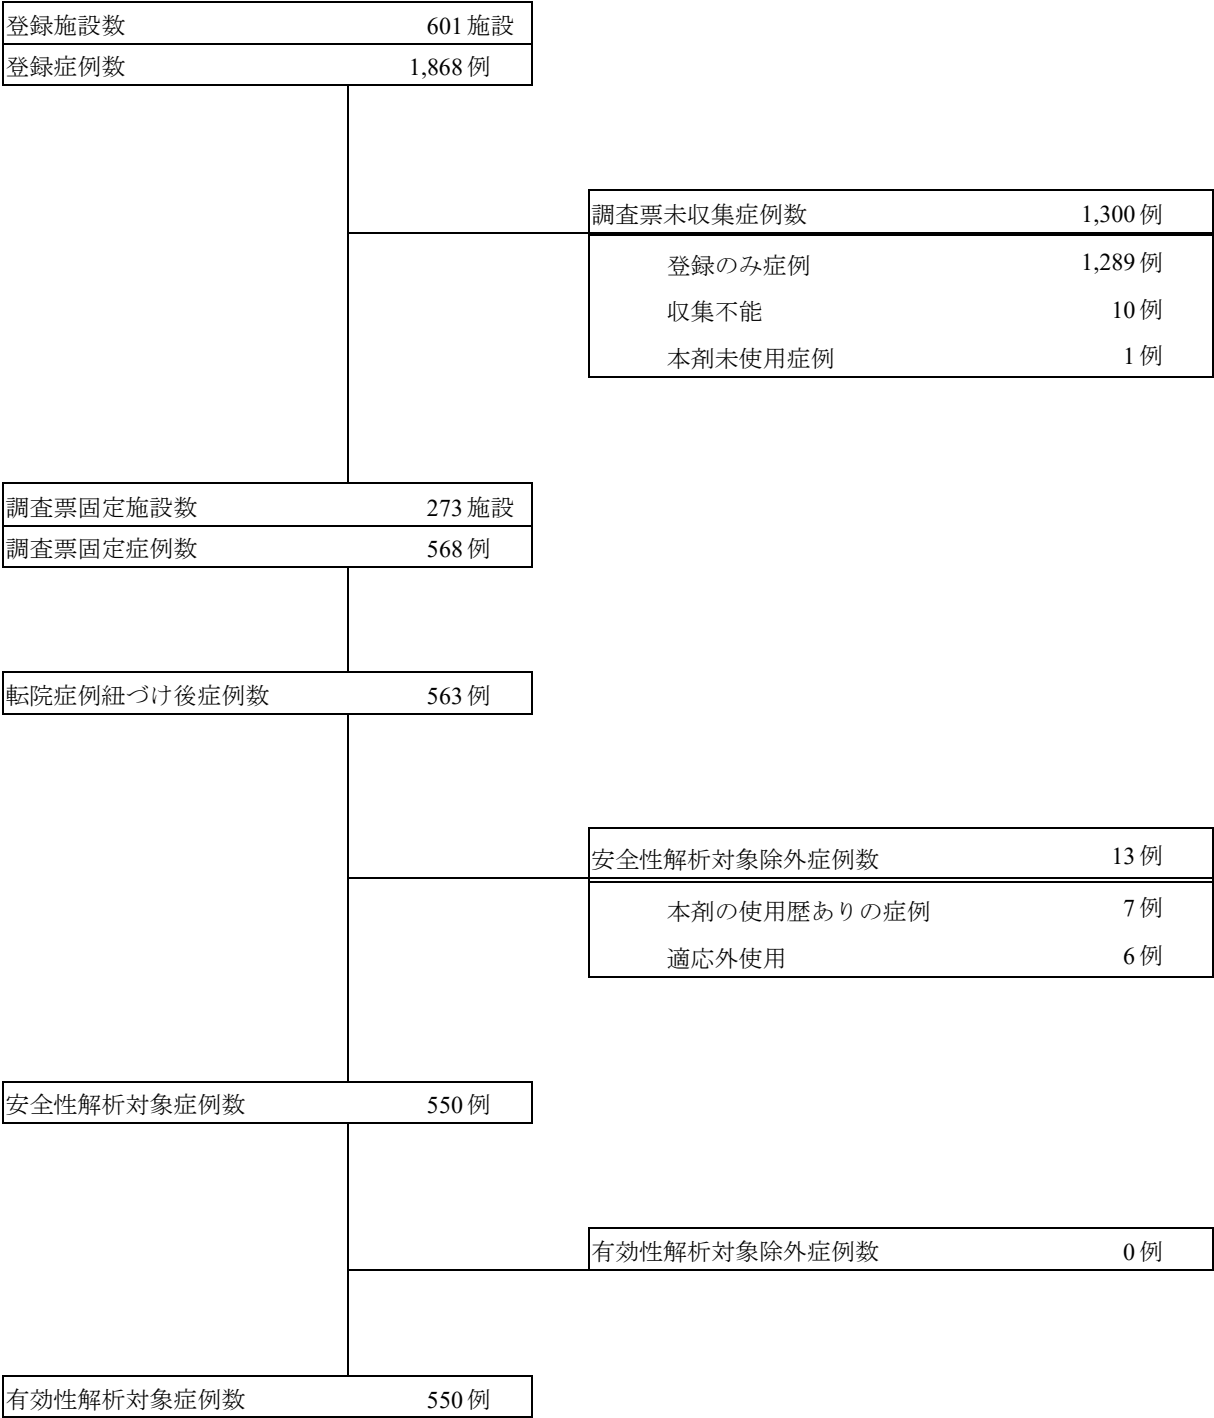 登録施設数 601 施設
登録症例数 1,868 例
調査票未収集症例数 1,300 例
登録のみ症例 1,289 例
収集不能 10 例
本剤未使用症例 1 例
調査票固定施設数 273 施設
調査票固定症例数 568 例
転院症例紐づけ後症例数 563 例
安全性解析対象除外症例数 13 例
本剤の使用歴ありの症例 7 例
適応外使用 6 例
安全性解析対象症例数 550 例
有効性解析対象除外症例数 0 例
有効性解析対象症例数 550 例